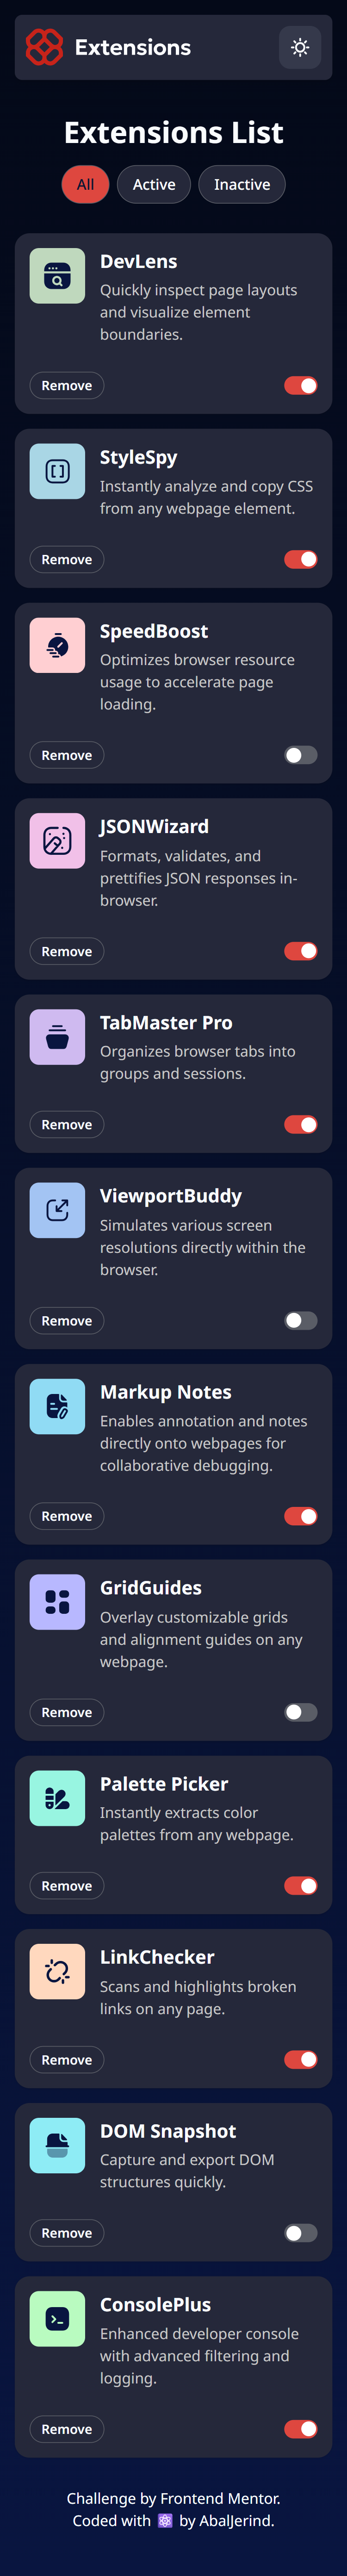 Extensions
Extensions List
All Active Inactive
DevLens
Quickly inspect page layouts
and visualize element
boundaries.
Remove
StyleSpy
Instantly analyze and copy CSS
from any webpage element.
Remove
SpeedBoost
Optimizes browser resource
usage to accelerate page
loading.
Remove
JSONWizard
Formats, validates, and
prettifies JSON responses in-
browser.
Remove
TabMaster Pro
Organizes browser tabs into
groups and sessions.
Remove
ViewportBuddy
Simulates various screen
resolutions directly within the
browser.
Remove
Markup Notes
Enables annotation and notes
directly onto webpages for
collaborative debugging.
Remove
GridGuides
Overlay customizable grids
and alignment guides on any
webpage.
Remove
Palette Picker
Instantly extracts color
palettes from any webpage.
Remove
LinkChecker
Scans and highlights broken
links on any page.
Remove
DOM Snapshot
Capture and export DOM
structures quickly.
Remove
ConsolePlus
Enhanced developer console
with advanced filtering and
logging.
Remove
Challenge by Frontend Mentor.
Coded with ⚛️ by AbalJerind.